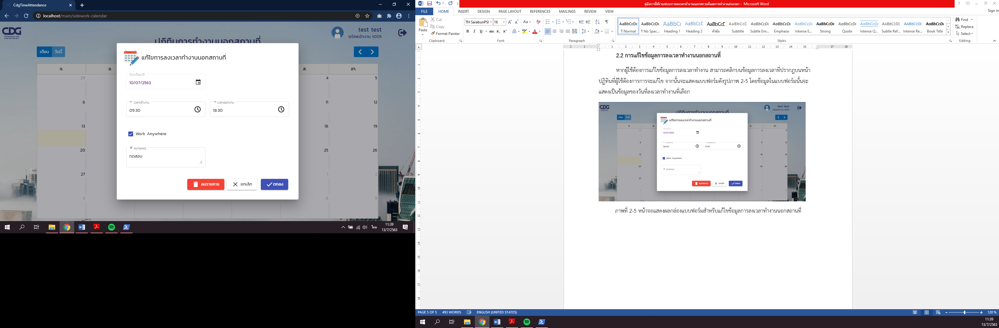 CdgTimeAttendance
localhost/main/sidework-calendar
CDG
TECHNOLOGY FOR
A BETTER SOCIETY
test test
รหัสพนักงาน t005
ปฏิทินการทำงานนอกสถานที่
เดือน วันนี้
จ. อ. ส. อา.
29 4 5
6 11 12
13 18 19
20 25 26
27 1 2
3 8 9
แก้ไขการลงเวลาทำงานนอกสถานที่
วัน/เดือน/ปี
10/07/2563
เวลาเข้างาน เวลาออกงาน
09:30 18:30
Work Anywhere
หมายเหตุ
ทดสอบ
ลบรายการ ยกเลิก ตกลง
ไทย
11:39
13/7/2563
คู่มือการใช้งานระบบการลงเวลาทำงานนอกสถานที่และการทำงานล่วงเวลา - Microsoft Word
Sign in
FILE HOME INSERT DESIGN PAGE LAYOUT REFERENCES MAILINGS REVIEW VIEW
Paste
Cut
Copy
Format Painter
Clipboard
TH SarabunPSI 16
Font
Paragraph
AaBbCcDc AaBbCcDc AaBbCc AaBbCcE AaBbCcE AaBbCcD AaBbCcDc AaBbCcDc AaBbCcDc AaBbCcDc AaBbCcDc AaBbCcDc AABBCCDC AABBCCDC AaBbCcDc
¶ Normal ¶ No Spac... Heading 1 Heading 2 หัวข้อ Subtitle Subtle Em... Emphasis Intense E... Strong Quote Intense Q... Subtle Ref... Intense Re... Book Title
Styles
Find
Replace
Select
Editing
2.2 การแก้ไขข้อมูลการลงเวลาทำงานนอกสถานที่
หากผู้ใช้ต้องการแก้ไขข้อมูลการลงเวลาทำงาน สามารถคลิกบนข้อมูลการลงเวลาที่ปรากฎบนหน้า
ปฏิทินที่ผู้ใช้ต้องการการจะแก้ไข จากนั้นจะแสดงแบบฟอร์มดังรูปภาพ 2-5 โดยข้อมูลในแบบฟอร์มนั้นจะ
แสดงเป็นข้อมูลของวันที่ลงเวลาทำงานที่เลือก
CDG
test test
รหัสพนักงาน t005
ปฏิทินการทำงานนอกสถานที่
เดือน วันนี้
แก้ไขการลงเวลาทำงานนอกสถานที่
10/07/2563
08:00 17:00
Work Anywhere
หมายเหตุ
ลบรายการ ยกเลิก ตกลง
ภาพที่ 2-5 หน้าจอแสดงผลกล่องแบบฟอร์มสำหรับแก้ไขข้อมูลการลงเวลาทำงานนอกสถานที่
PAGE 5 OF 5 493 WORDS ENGLISH (UNITED STATES)
120 %
11:39
13/7/2563